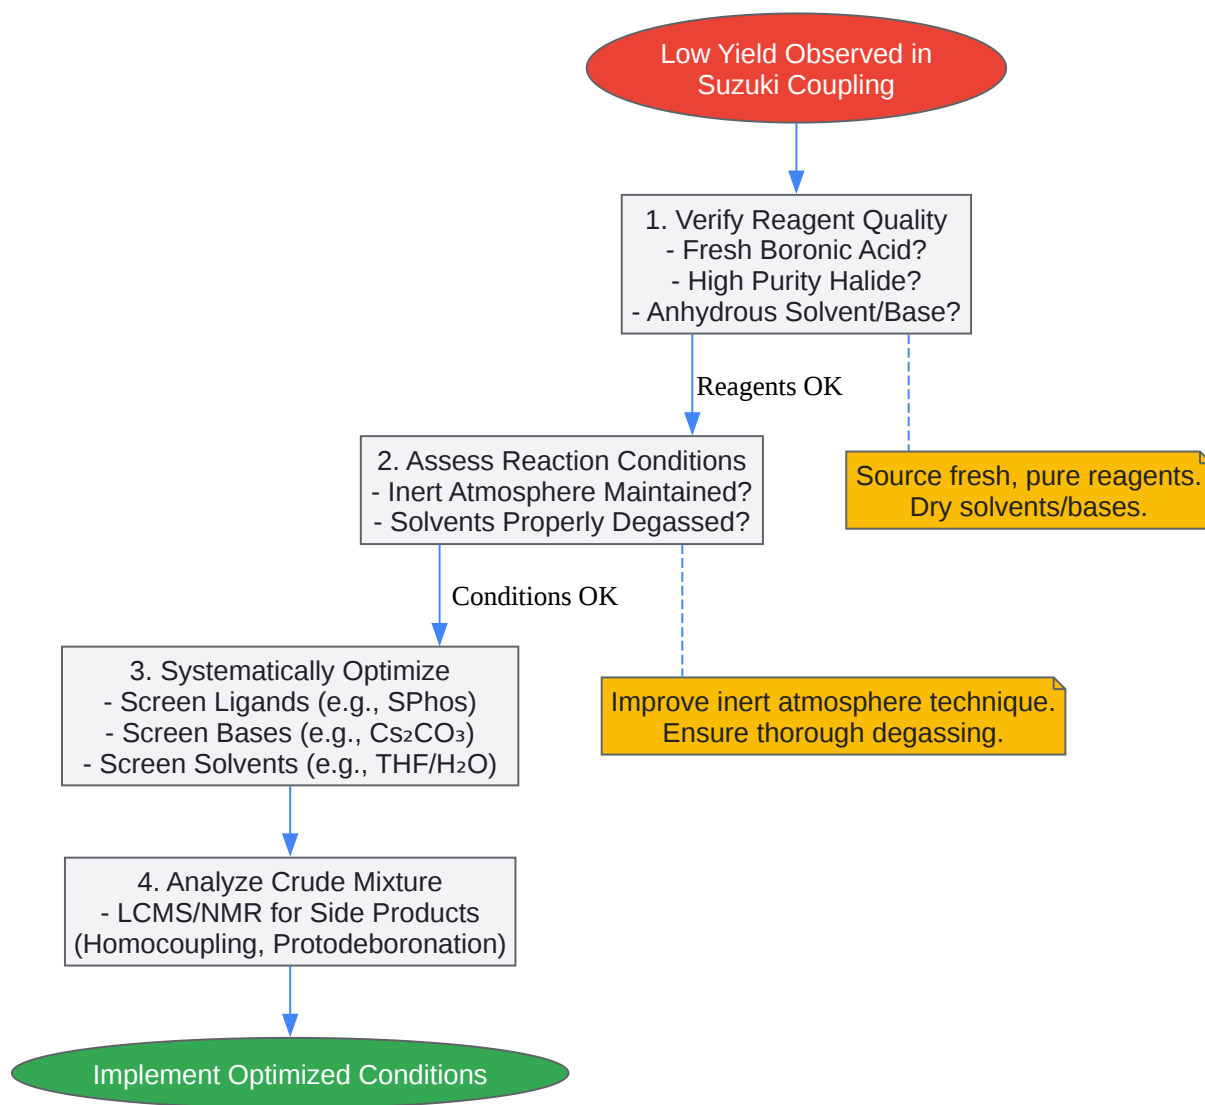 Low Yield Observed in
Suzuki Coupling
1. Verify Reagent Quality
- Fresh Boronic Acid?
- High Purity Halide?
- Anhydrous Solvent/Base?
Reagents OK
2. Assess Reaction Conditions
- Inert Atmosphere Maintained?
- Solvents Properly Degassed?
Source fresh, pure reagents.
Dry solvents/bases.
Conditions OK
3. Systematically Optimize
- Screen Ligands (e.g., SPhos)
- Screen Bases (e.g., Cs₂CO₃)
- Screen Solvents (e.g., THF/H₂O)
Improve inert atmosphere technique.
Ensure thorough degassing.
4. Analyze Crude Mixture
- LCMS/NMR for Side Products
(Homocoupling, Protodeboronation)
Implement Optimized Conditions